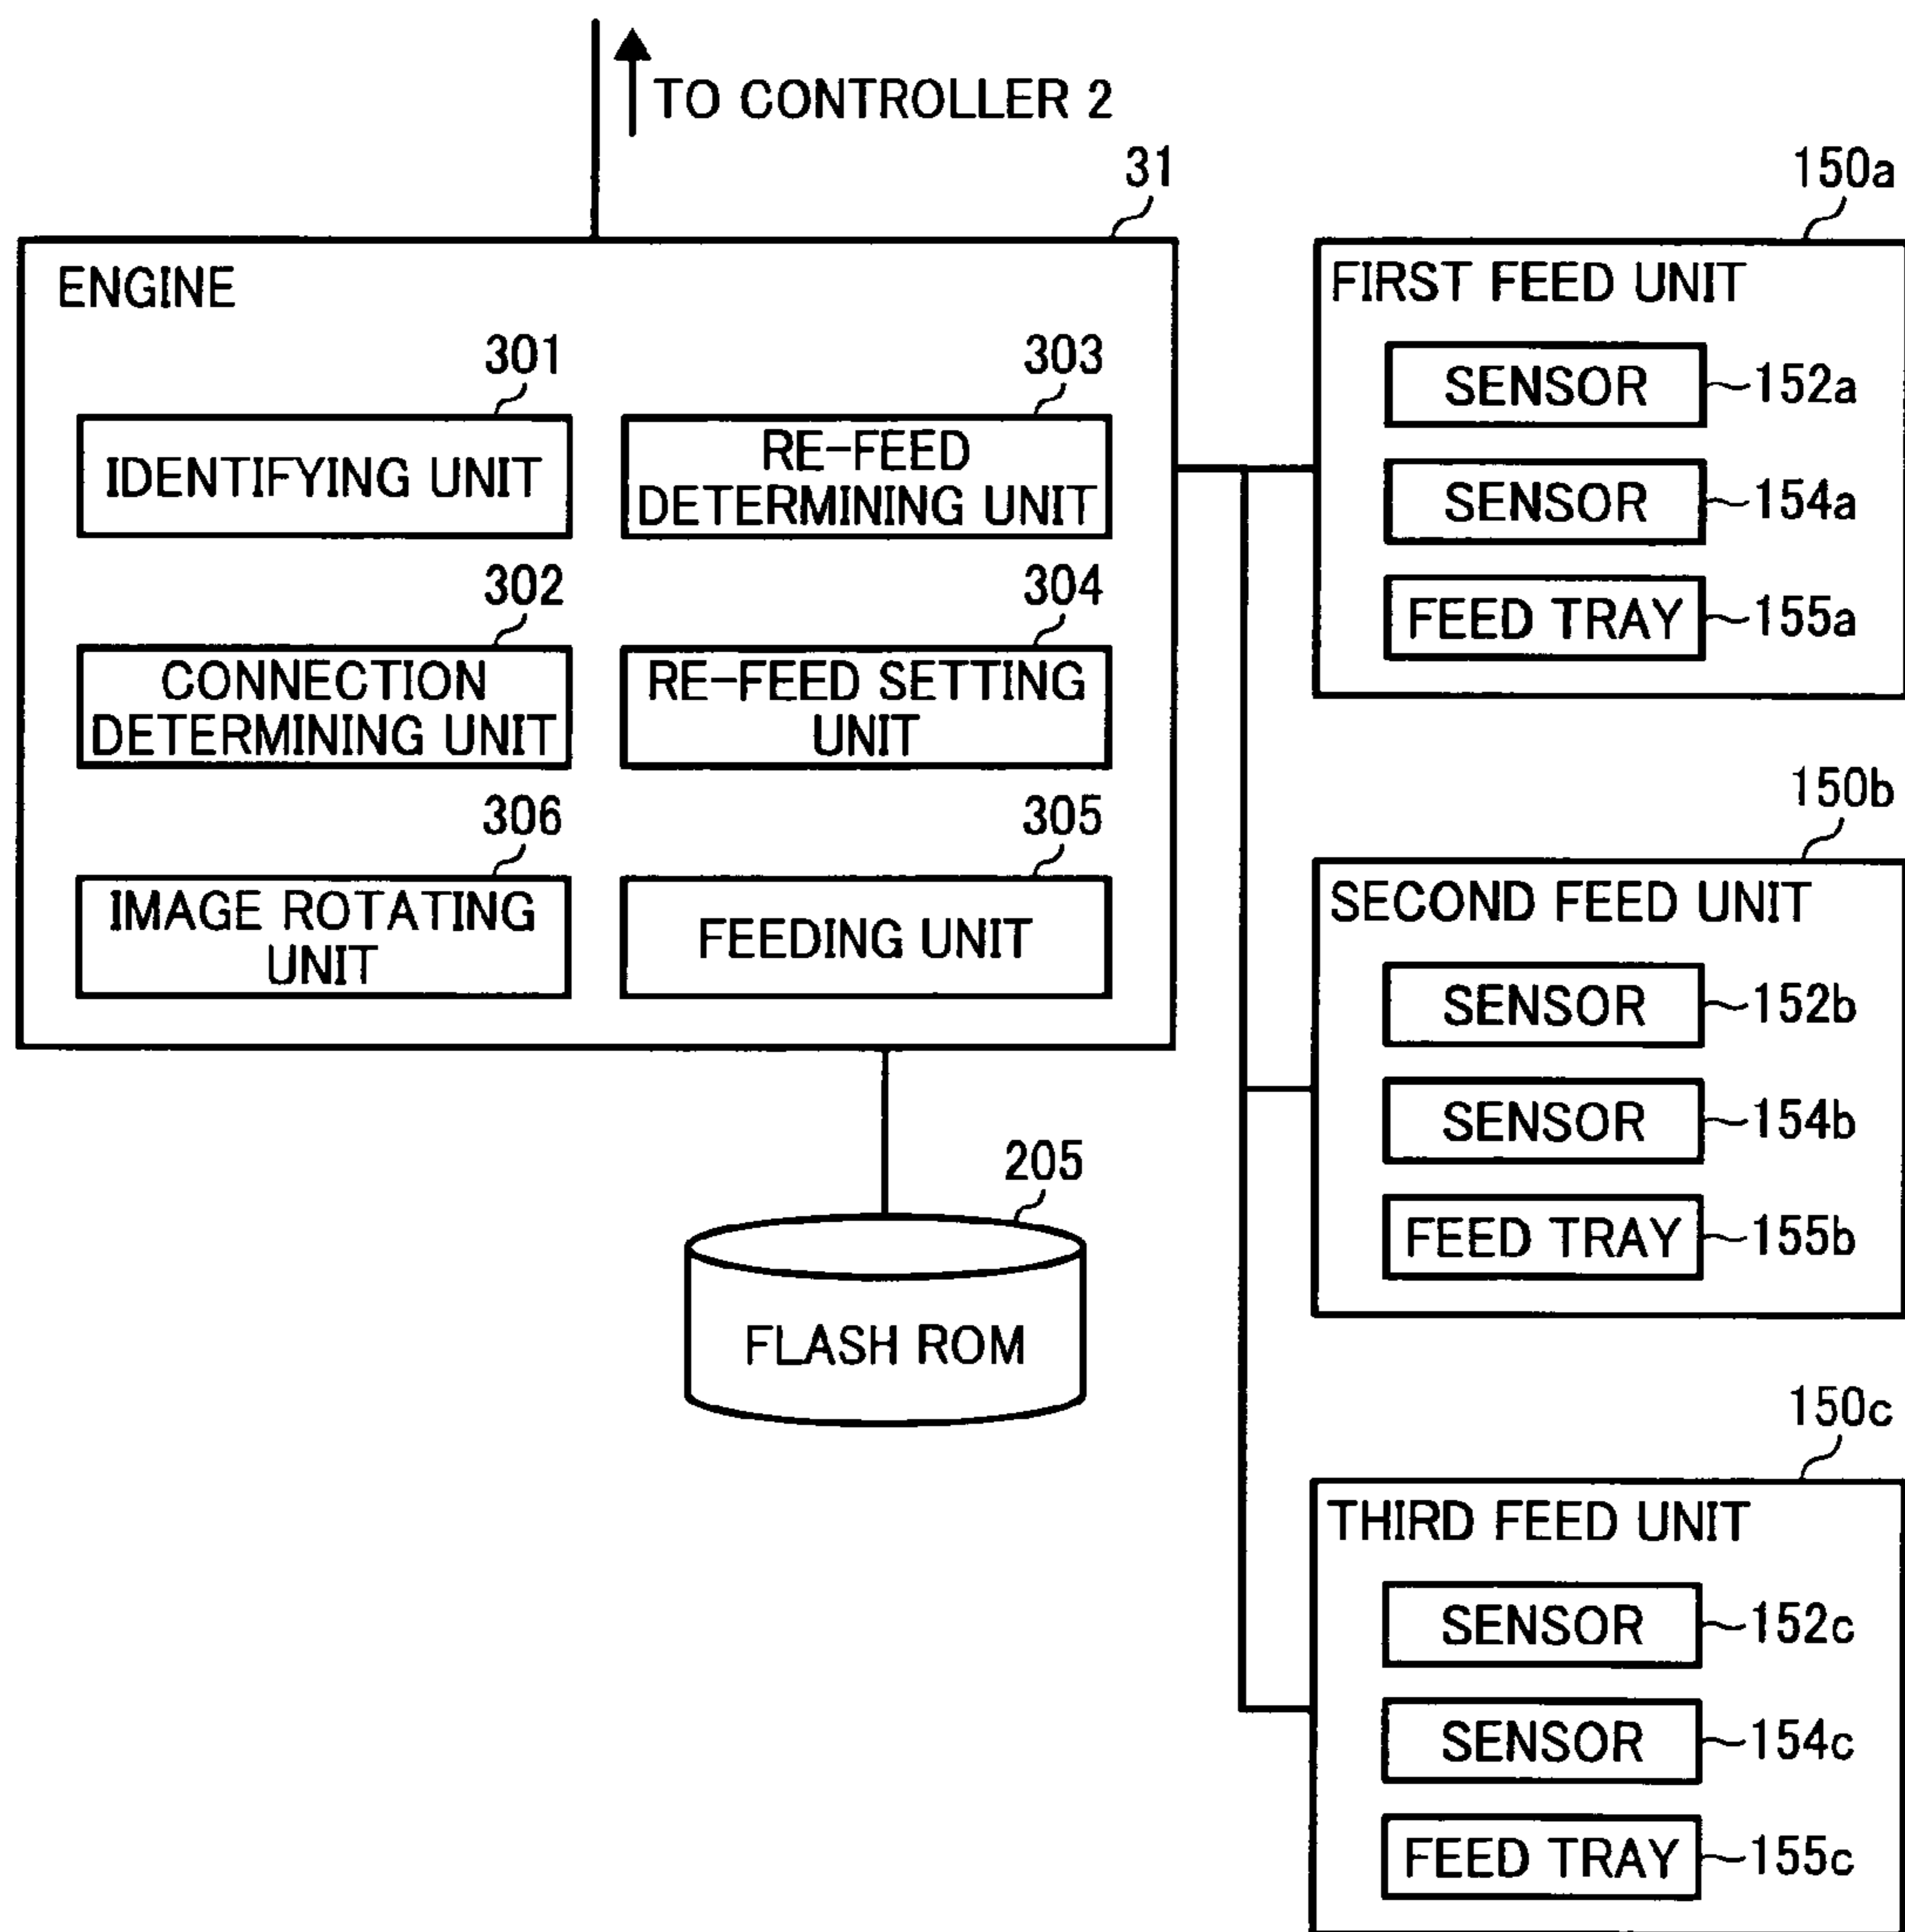 TO CONTROLLER 2
31
ENGINE
301
IDENTIFYING UNIT
303
RE-FEED
DETERMINING UNIT
302
CONNECTION
DETERMINING UNIT
304
RE-FEED SETTING
UNIT
306
IMAGE ROTATING
UNIT
305
FEEDING UNIT
205
FLASH ROM
150a
FIRST FEED UNIT
SENSOR 152a
SENSOR 154a
FEED TRAY 155a
150b
SECOND FEED UNIT
SENSOR 152b
SENSOR 154b
FEED TRAY 155b
150c
THIRD FEED UNIT
SENSOR 152c
SENSOR 154c
FEED TRAY 155c